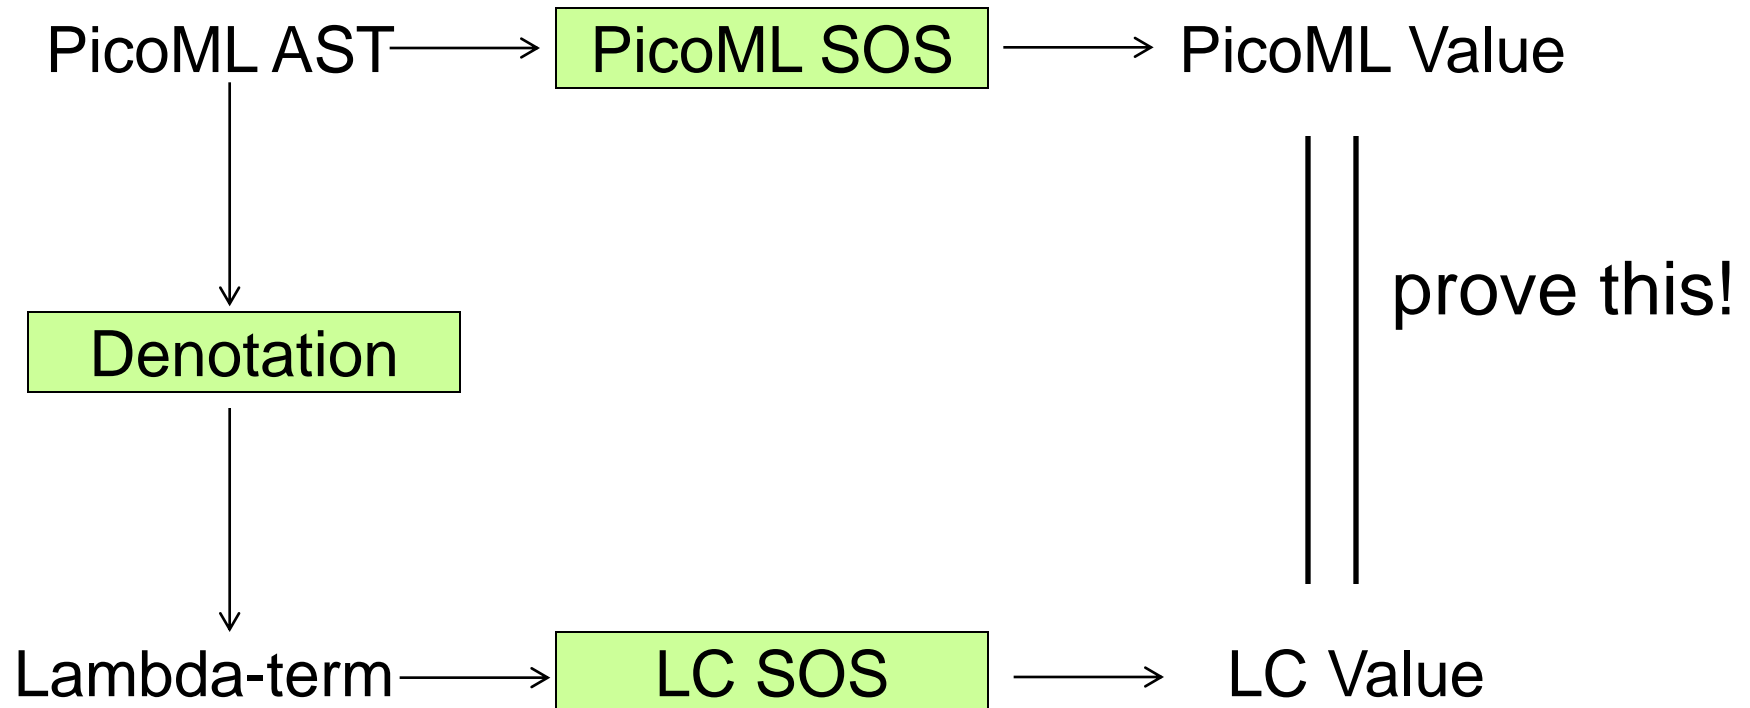 PicoML AST
PicoML SOS
PicoML Value
prove this!
Denotation
Lambda-term
LC SOS
LC Value